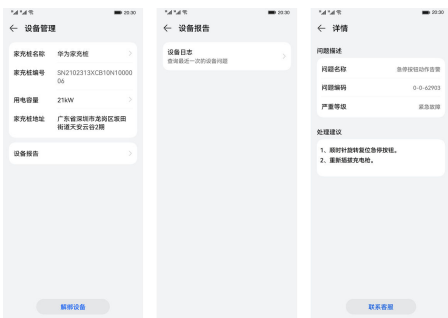 20:30
← 设备管理
家充桩名称 华为家充桩
家充桩编号 SN2102313XCB10N10000
06
用电容量 21kW
家充桩地址 广东省深圳市龙岗区坂田
街道天安云谷2期
设备报告
解绑设备
20:30
← 设备报告
设备日志
查询最近一次的设备问题
20:30
← 详情
问题描述
问题名称 急停按钮动作告警
问题编码 0-0-62903
严重等级 紧急故障
处理建议
1、顺时针旋转复位急停按钮。
2、重新插拔充电枪。
联系客服